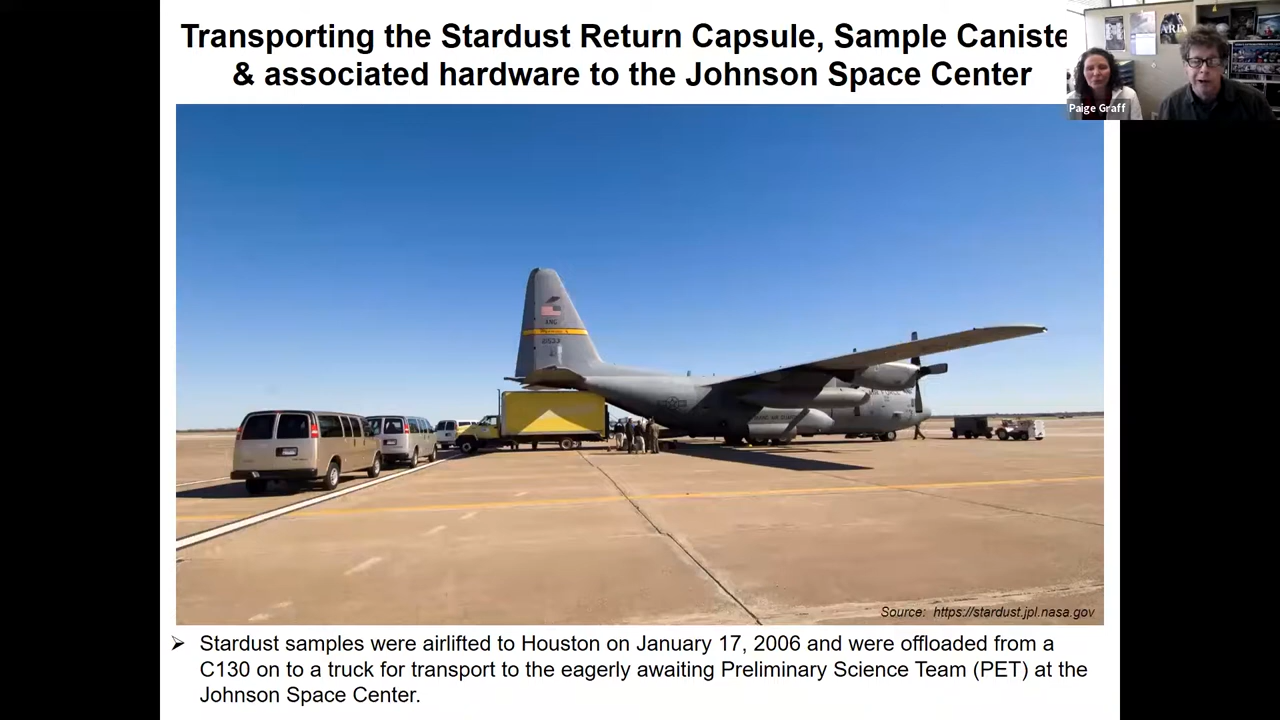 Transporting the Stardust Return Capsule, Sample Caniste
& associated hardware to the Johnson Space Center
Paige Graff
ANG
Source: https://stardust.jpl.nasa.gov
➢ Stardust samples were airlifted to Houston on January 17, 2006 and were offloaded from a
C130 on to a truck for transport to the eagerly awaiting Preliminary Science Team (PET) at the
Johnson Space Center.